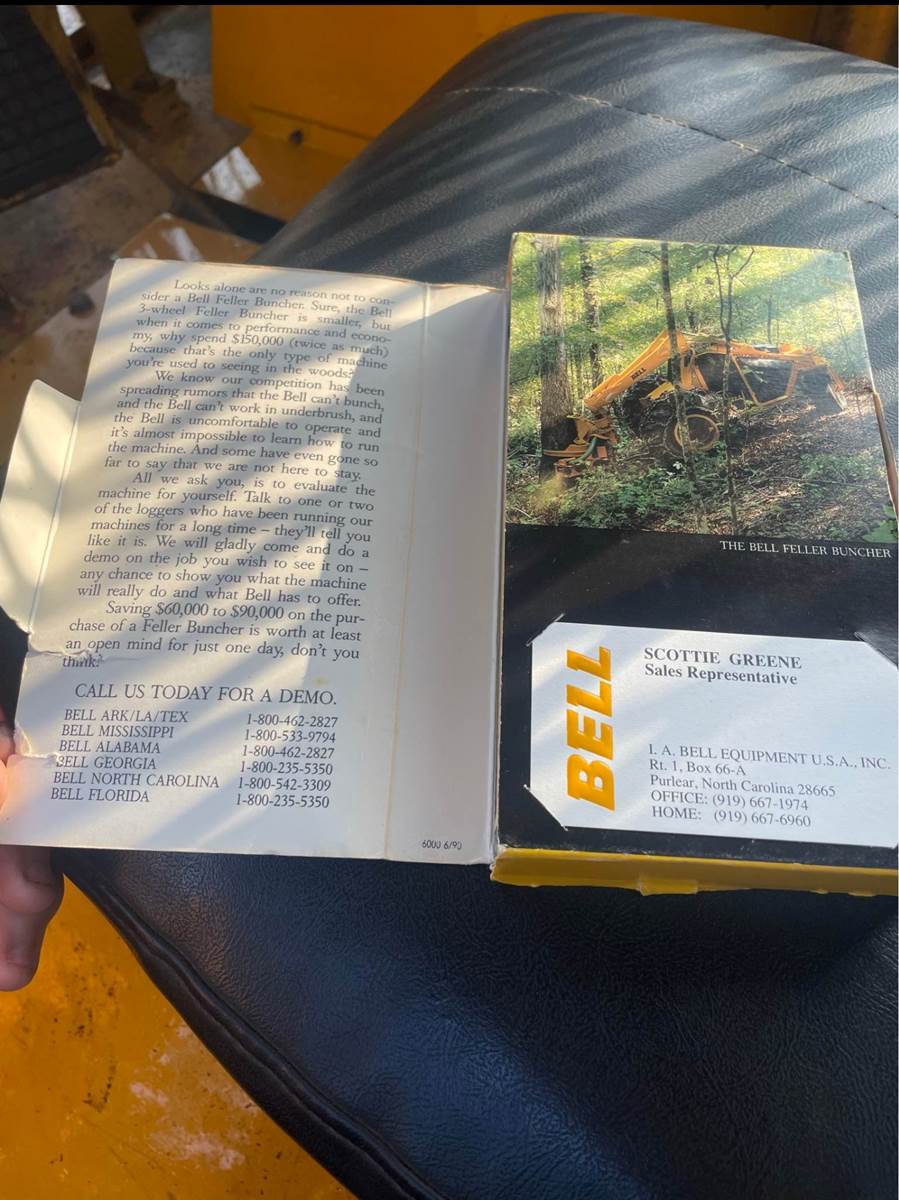 Looks alone are no reason not to con-
sider a Bell Feller Buncher. Sure, the Bell
3-wheel Feller Buncher is smaller, but
when it comes to performance and econo-
my, why spend $150,000 (twice as much)
because that's the only type of machine
you're used to seeing in the woods?
We know our competition has been
spreading rumors that the Bell can't bunch,
and the Bell can't work in underbrush, and
the Bell is uncomfortable to operate and
it's almost impossible to learn how to run
the machine. And some have even gone so
far to say that we are not here to stay.
All we ask you, is to evaluate the
machine for yourself. Talk to one or two
of the loggers who have been running our
machines for a long time – they'll tell you
like it is. We will gladly come and do a
demo on the job you wish to see it on –
any chance to show you what the machine
will really do and what Bell has to offer.
Saving $60,000 to $90,000 on the pur-
chase of a Feller Buncher is worth at least
an open mind for just one day, don't you
think?
CALL US TODAY FOR A DEMO.
BELL ARK/LA/TEX 1-800-462-2827
BELL MISSISSIPPI 1-800-533-9794
BELL ALABAMA 1-800-462-2827
BELL GEORGIA 1-800-235-5350
BELL NORTH CAROLINA 1-800-542-3309
BELL FLORIDA 1-800-235-5350
6000 6/90
BELL
THE BELL FELLER BUNCHER
BELL
SCOTTIE GREENE
Sales Representative
I. A. BELL EQUIPMENT U.S.A., INC.
Rt. 1, Box 66-A
Purlear, North Carolina 28665
OFFICE: (919) 667-1974
HOME: (919) 667-6960